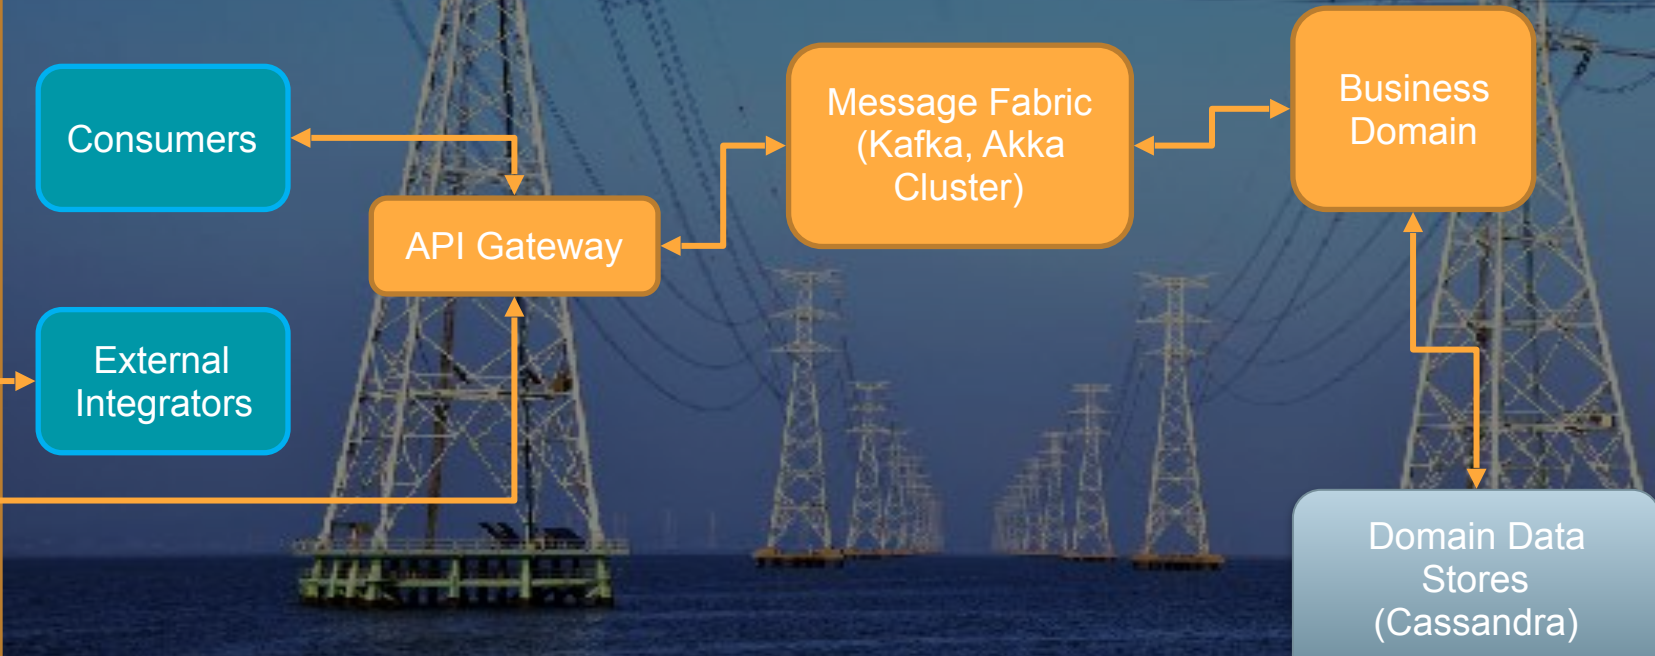 Consumers
API Gateway
Message Fabric
(Kafka, Akka
Cluster)
Business
Domain
External
Integrators
Domain Data
Stores
(Cassandra)